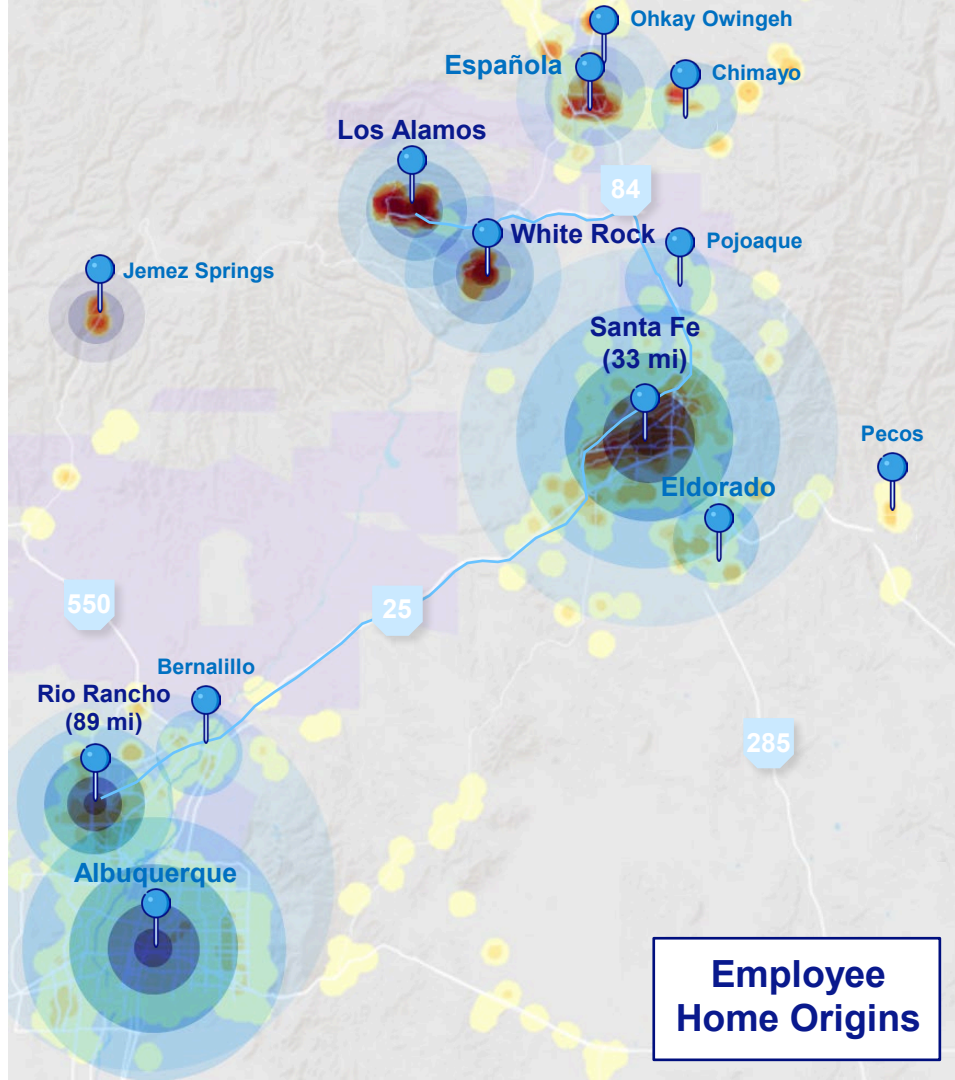 Ohkay Owingeh
Española
Chimayo
Los Alamos
84
White Rock
Pojoaque
Jemez Springs
Santa Fe
(33 mi)
Pecos
Eldorado
550
25
Bernalillo
Rio Rancho
(89 mi)
285
Albuquerque
Employee
Home Origins